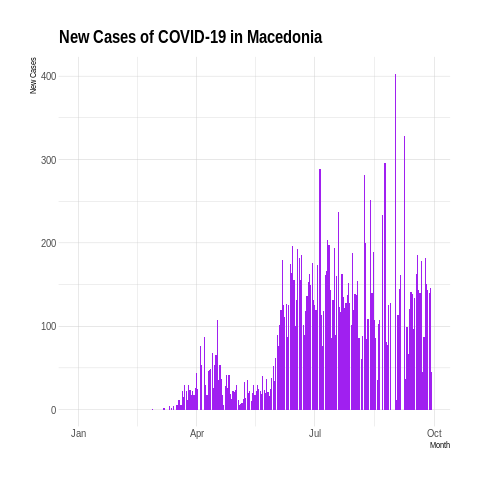 New Cases of COVID-19 in Macedonia
New Cases
400
300
200
100
0
Jan Apr Jul Oct
Month